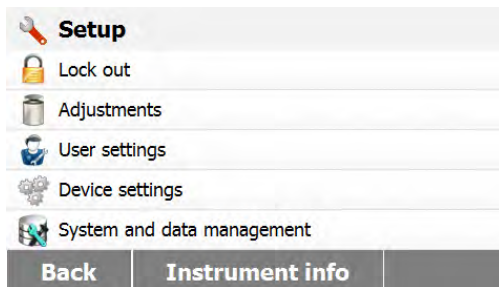 Setup
Lock out
Adjustments
User settings
Device settings
System and data management
Back Instrument info